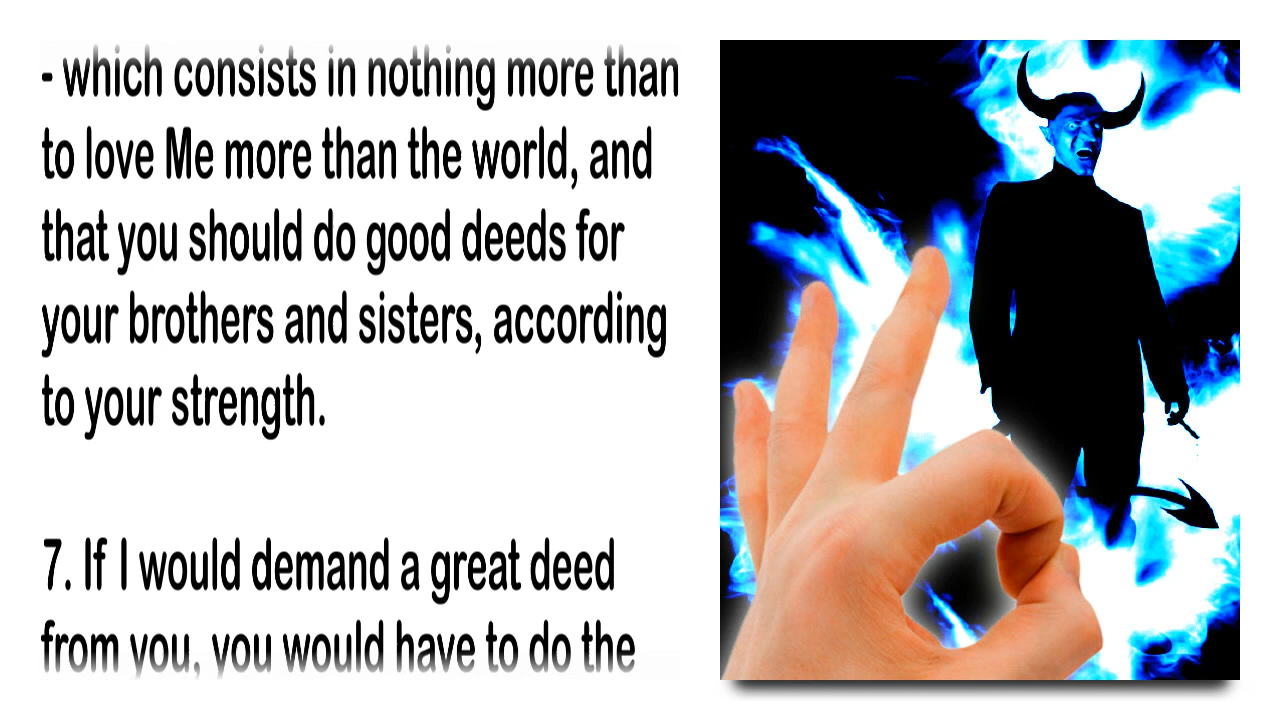 - which consists in nothing more than
to love Me more than the world, and
that you should do good deeds for
your brothers and sisters, according
to your strength.
7. If I would demand a great deed
from you, you would have to do the